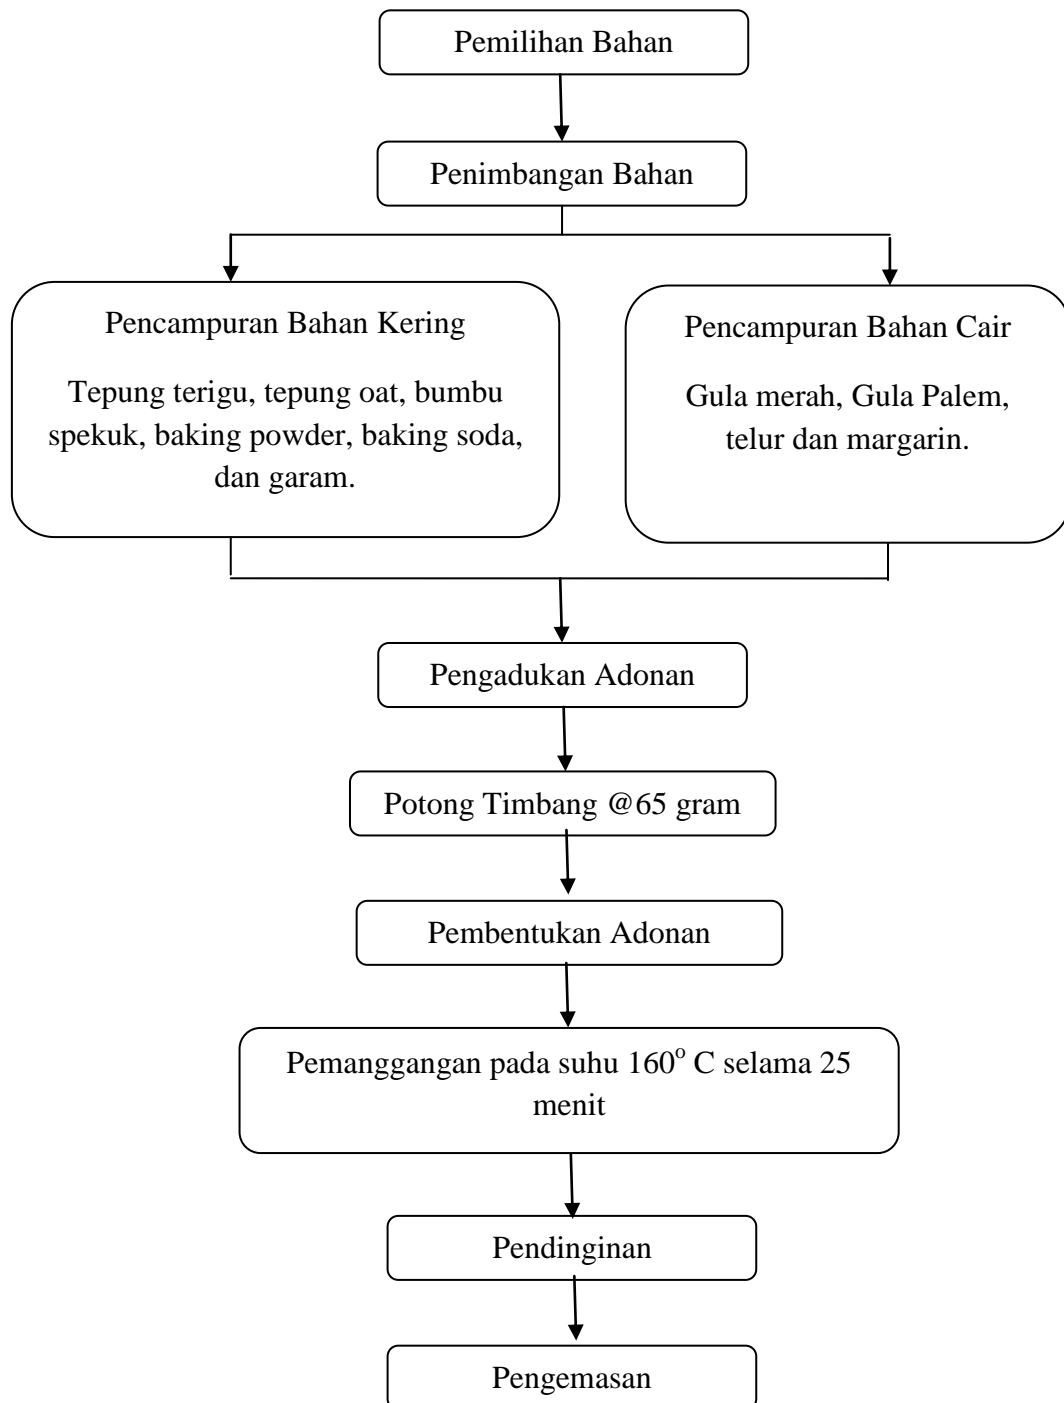 Pemilihan Bahan
Penimbangan Bahan
Pencampuran Bahan Kering
Tepung terigu, tepung oat, bumbu
spekuk, baking powder, baking soda,
dan garam.
Pencampuran Bahan Cair
Gula merah, Gula Palem,
telur dan margarin.
Pengadukan Adonan
Potong Timbang @65 gram
Pembentukan Adonan
Pemanggangan pada suhu 160° C selama 25
menit
Pendinginan
Pengemasan